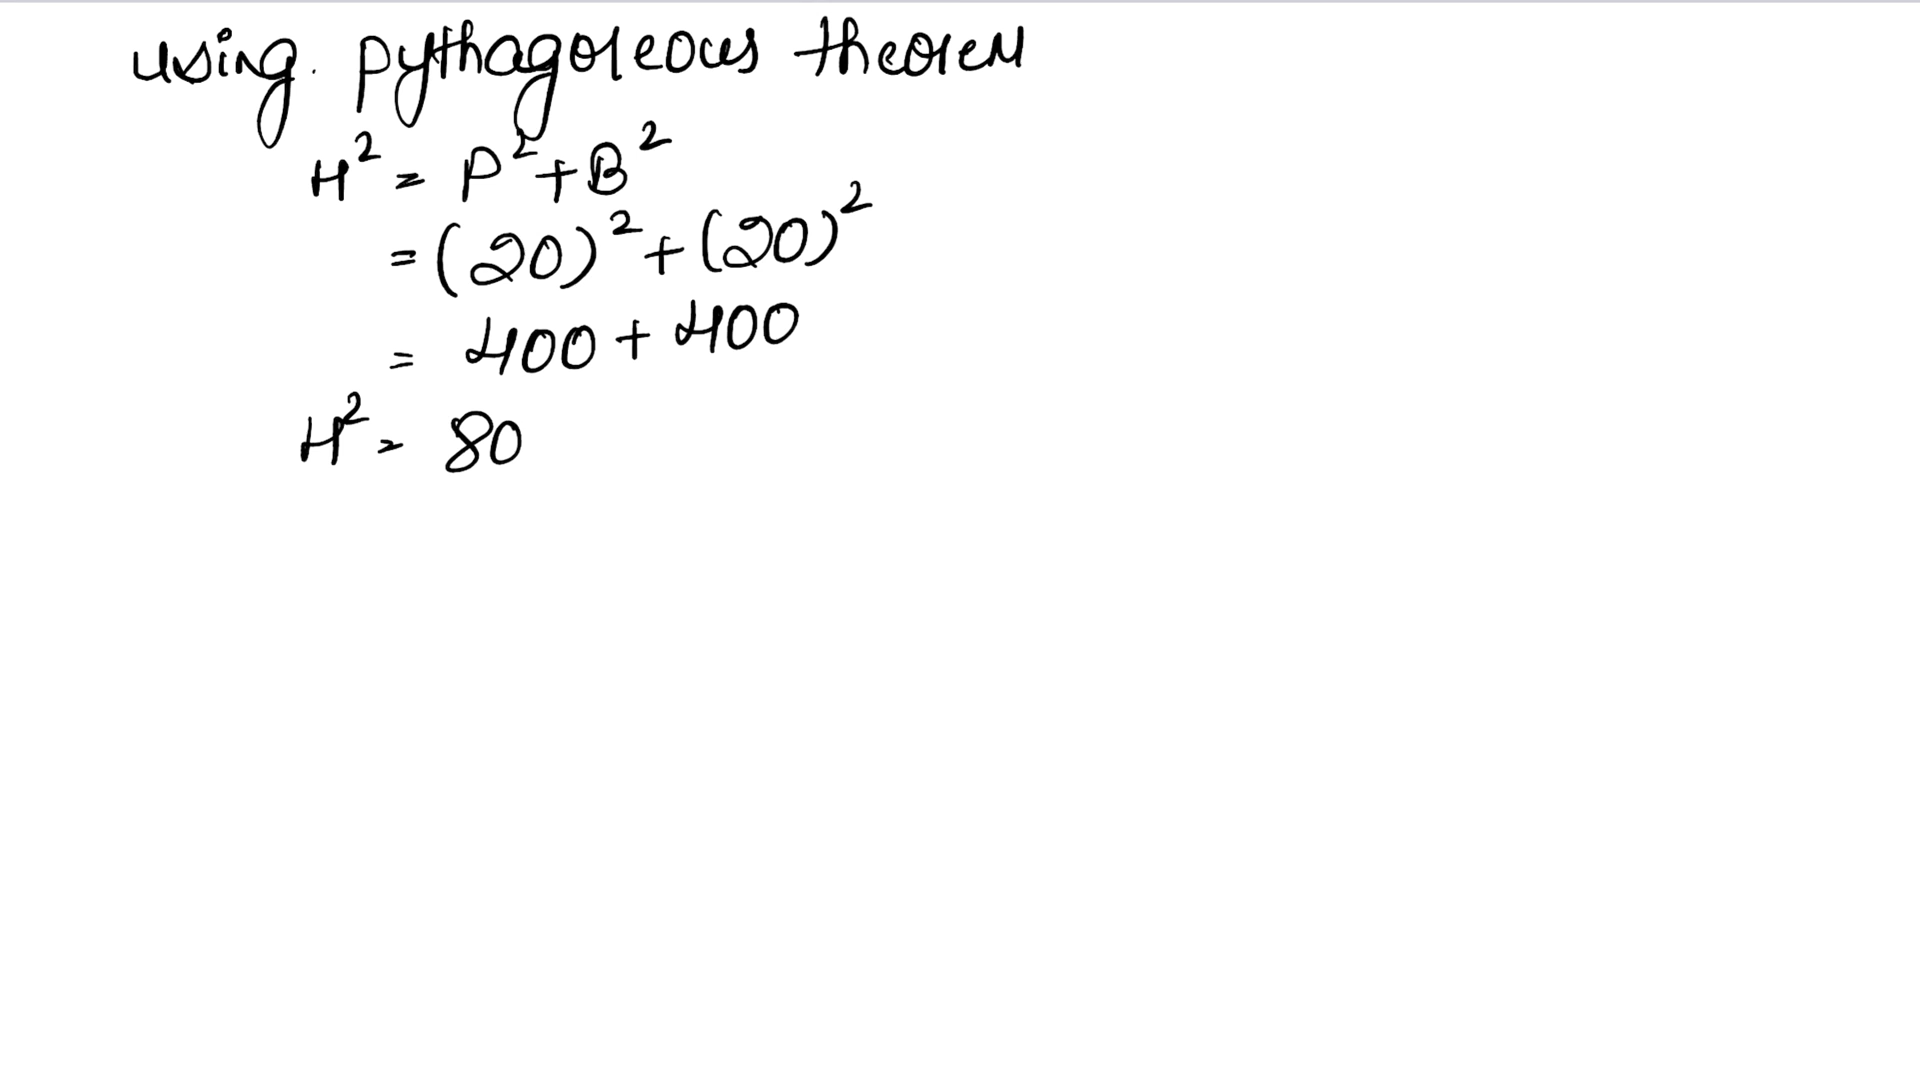 using. pythagoreous theorem
H² = P² + B²
= (20)² + (20)²
= 400 + 400
H² = 80